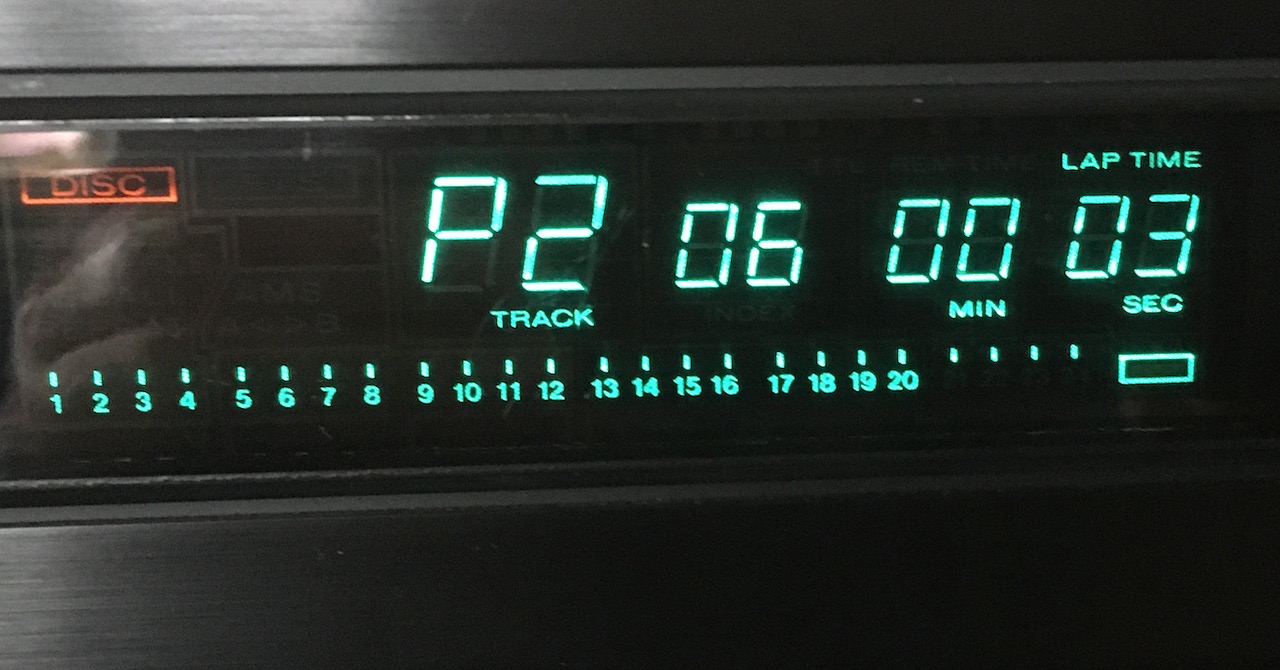 LAP TIME
DISC P2 06 00 03
TRACK MIN SEC
1 2 3 4 5 6 7 8 9 10 11 12 13 14 15 16 17 18 19 20